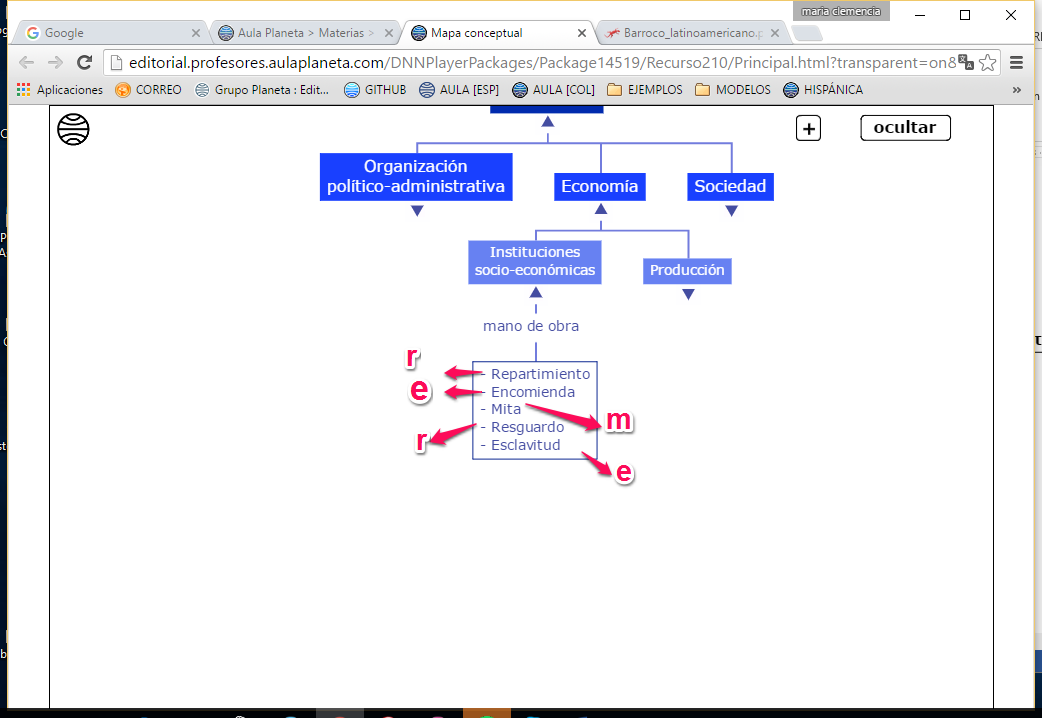 maria clemencia
Google
Aula Planeta > Materias >
Mapa conceptual
Barroco_latinoamericano.p
editorial.profesores.aulaplaneta.com/DNNPlayerPackages/Package14519/Recurso210/Principal.html?transparent=on8
Aplicaciones
CORREO
Grupo Planeta : Edit...
GITHUB
AULA [ESP]
AULA [COL]
EJEMPLOS
MODELOS
HISPÁNICA
»
+
ocultar
Organización
político-administrativa
Economía
Sociedad
Instituciones
socio-económicas
Producción
mano de obra
r
- Repartimiento
e
- Encomienda
- Mita
m
- Resguardo
r
- Esclavitud
e